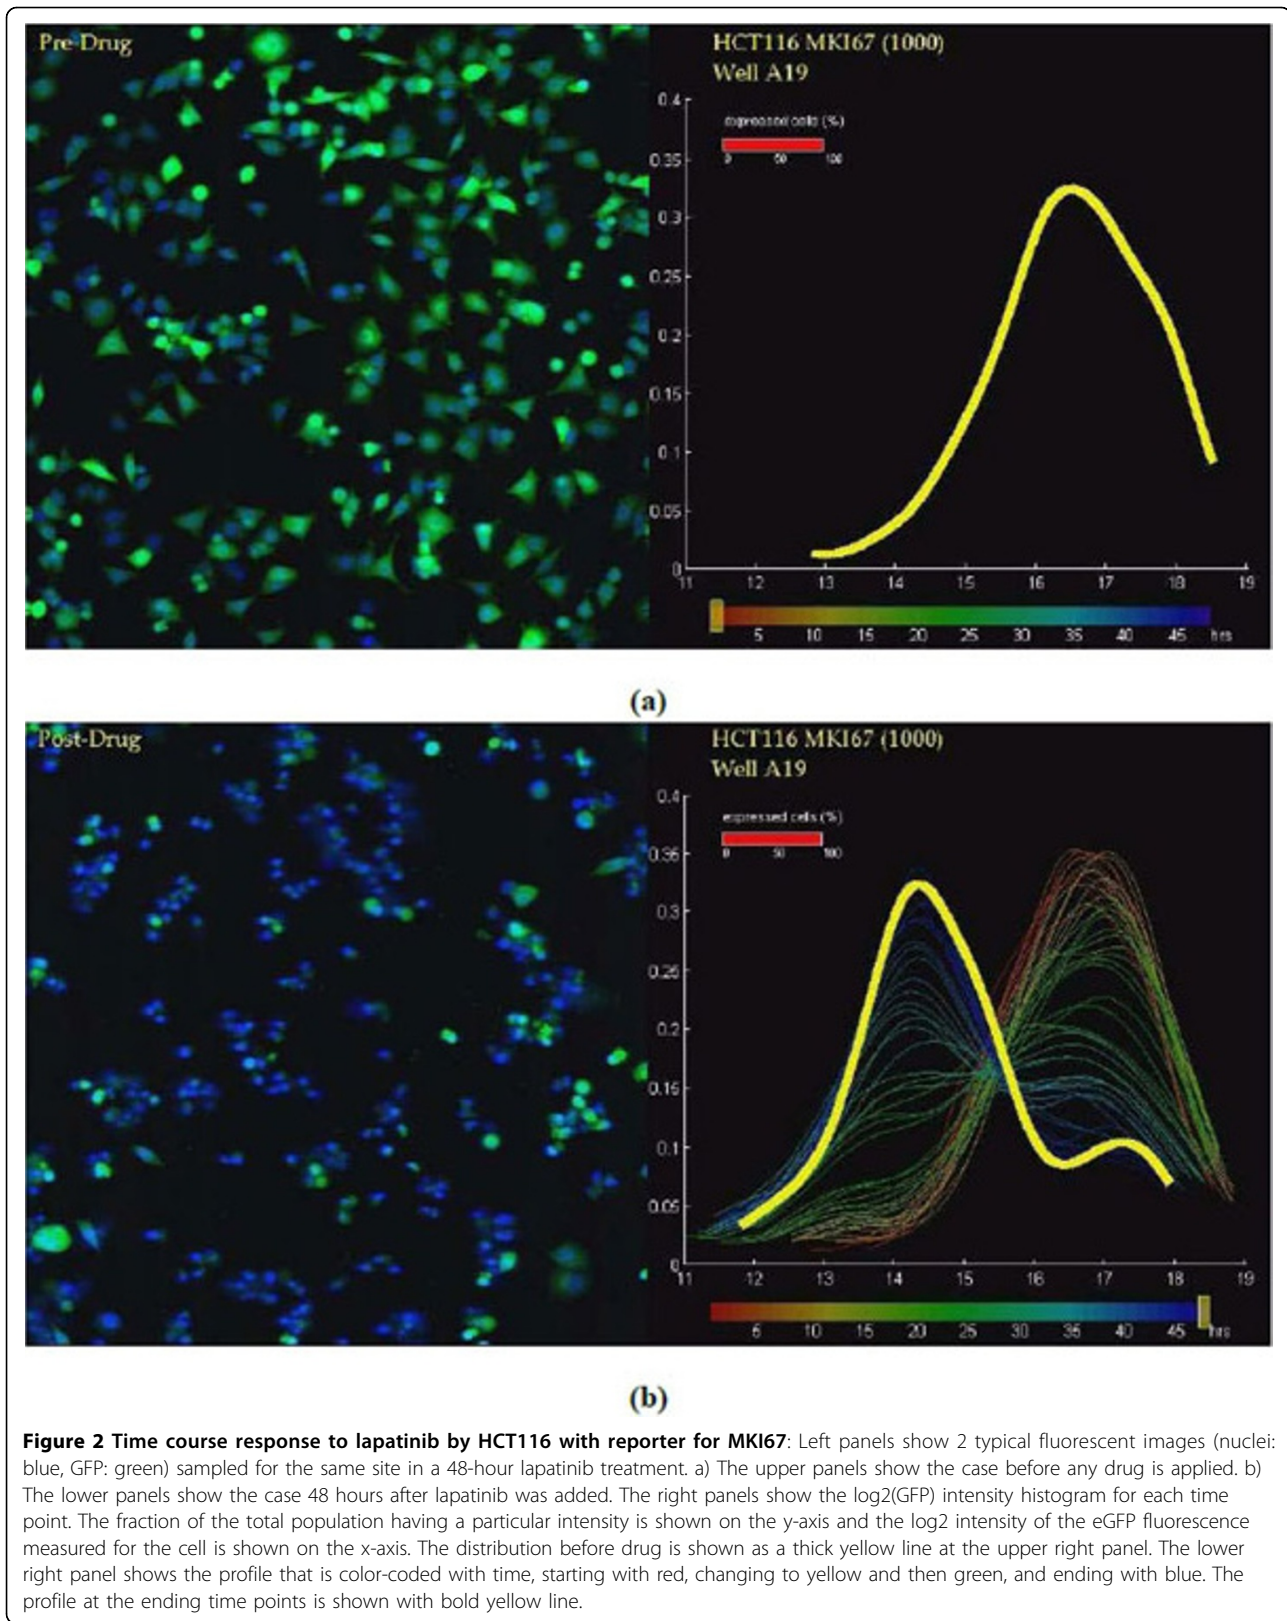 Pre-Drug
HCT116 MKI67 (1000)
Well A19
0.4
expressed cells (%)
0 50 100
0.35
0.3
0.25
0.2
0.15
0.1
0.05
0
11 12 13 14 15 16 17 18 19
5 10 15 20 25 30 35 40 45 hrs
(a)
Post-Drug
HCT116 MKI67 (1000)
Well A19
0.4
expressed cells (%)
0 50 100
0.35
0.3
0.25
0.2
0.15
0.1
0.05
0
11 12 13 14 15 16 17 18 19
5 10 15 20 25 30 35 40 45 hrs
(b)
Figure 2 Time course response to lapatinib by HCT116 with reporter for MKI67: Left panels show 2 typical fluorescent images (nuclei:
blue, GFP: green) sampled for the same site in a 48-hour lapatinib treatment. a) The upper panels show the case before any drug is applied. b)
The lower panels show the case 48 hours after lapatinib was added. The right panels show the log2(GFP) intensity histogram for each time
point. The fraction of the total population having a particular intensity is shown on the y-axis and the log2 intensity of the eGFP fluorescence
measured for the cell is shown on the x-axis. The distribution before drug is shown as a thick yellow line at the upper right panel. The lower
right panel shows the profile that is color-coded with time, starting with red, changing to yellow and then green, and ending with blue. The
profile at the ending time points is shown with bold yellow line.